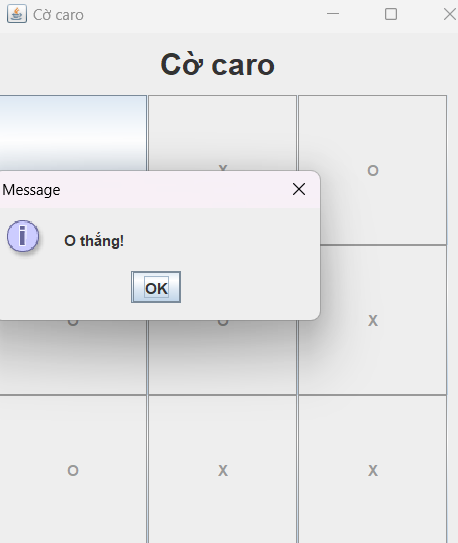 Cờ caro
Cờ caro
X O
Message
O thắng!
OK
O O X
O X X